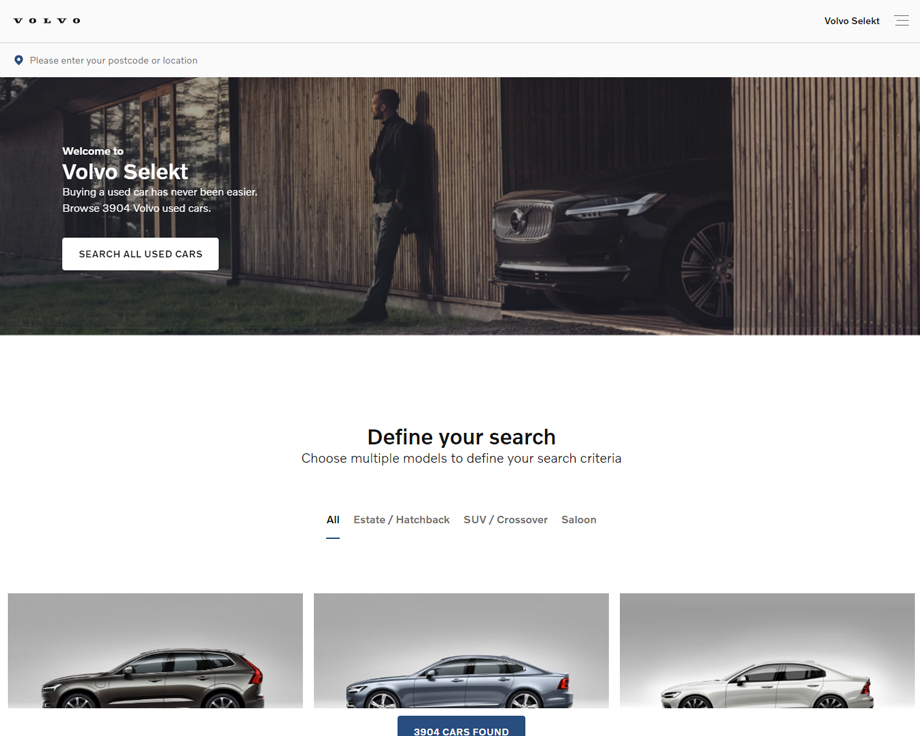 VOLVO
Volvo Selekt
Please enter your postcode or location
Welcome to
Volvo Selekt
Buying a used car has never been easier.
Browse 3904 Volvo used cars.
SEARCH ALL USED CARS
Define your search
Choose multiple models to define your search criteria
All Estate / Hatchback SUV / Crossover Saloon
3904 CARS FOUND